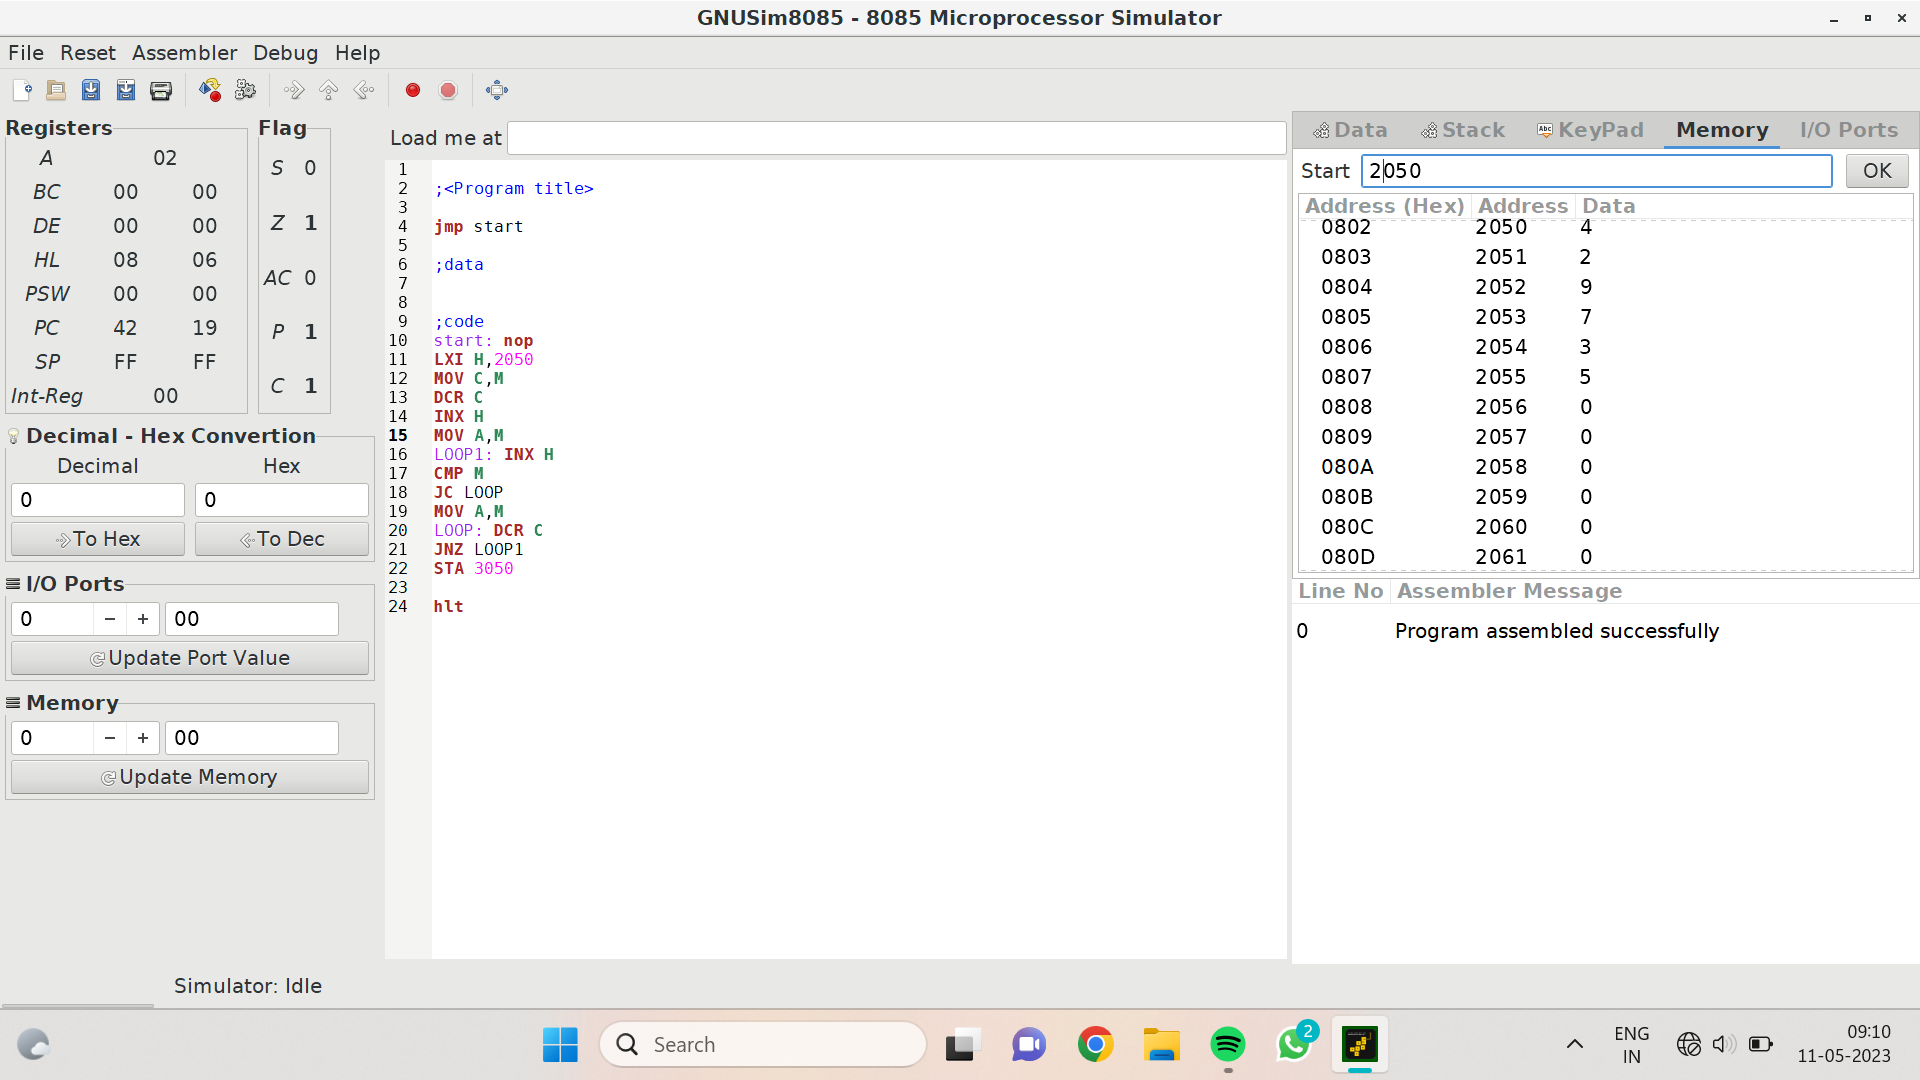 GNUSim8085 - 8085 Microprocessor Simulator
File Reset Assembler Debug Help
Registers
A 02
BC 00 00
DE 00 00
HL 08 06
PSW 00 00
PC 42 19
SP FF FF
Int-Reg 00
Flag
S 0
Z 1
AC 0
P 1
C 1
Decimal - Hex Convertion
Decimal Hex
0 0
To Hex To Dec
I/O Ports
0 − + 00
Update Port Value
Memory
0 − + 00
Update Memory
Load me at
1
2 ;<Program title>
3
4 jmp start
5
6 ;data
7
8
9 ;code
10 start: nop
11 LXI H,2050
12 MOV C,M
13 DCR C
14 INX H
15 MOV A,M
16 LOOP1: INX H
17 CMP M
18 JC LOOP
19 MOV A,M
20 LOOP: DCR C
21 JNZ LOOP1
22 STA 3050
23
24 hlt
Data Stack Abc KeyPad Memory I/O Ports
Start 2050 OK
Address (Hex) Address Data
0802 2050 4
0803 2051 2
0804 2052 9
0805 2053 7
0806 2054 3
0807 2055 5
0808 2056 0
0809 2057 0
080A 2058 0
080B 2059 0
080C 2060 0
080D 2061 0
Line No Assembler Message
0 Program assembled successfully
Simulator: Idle
Search
2
ENG
IN
09:10
11-05-2023